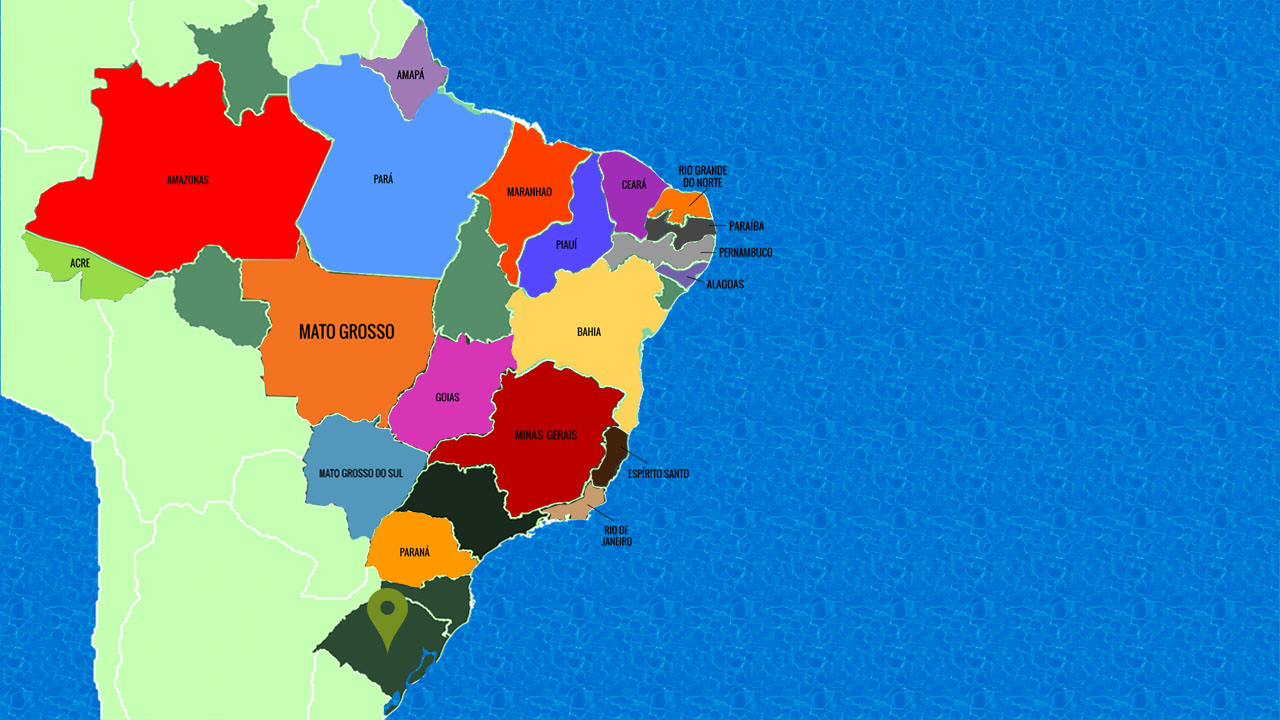 AMAPÁ
AMAZONAS
PARÁ
MARANHAO
CEARÁ
RIO GRANDE
DO NORTE
PARAÍBA
PIAUÍ
PERNAMBUCO
ACRE
ALAGOAS
MATO GROSSO
BAHIA
GOIAS
MINAS GERAIS
MATO GROSSO DO SUL
ESPÍRITO SANTO
RIO DE
JANEIRO
PARANÁ